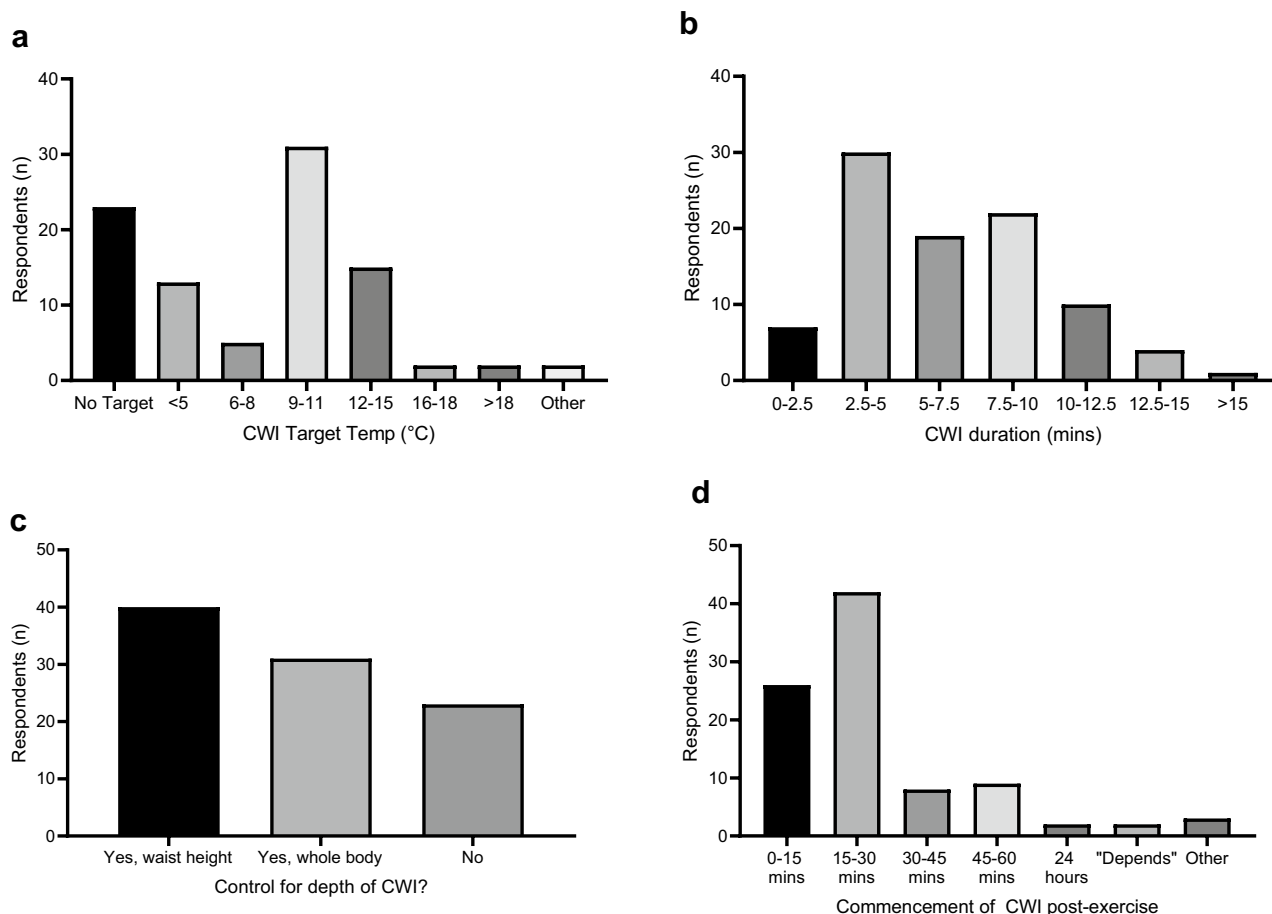 a
Respondents (n)
40
30
20
10
0
No Target <5 6-8 9-11 12-15 16-18 >18 Other
CWI Target Temp (°C)
b
Respondents (n)
40
30
20
10
0
0-2.5 2.5-5 5-7.5 7.5-10 10-12.5 12.5-15 >15
CWI duration (mins)
c
Respondents (n)
50
40
30
20
10
0
Yes, waist height Yes, whole body No
Control for depth of CWI?
d
Respondents (n)
50
40
30
20
10
0
0-15 15-30 30-45 45-60 24 "Depends" Other
mins mins mins mins hours
Commencement of CWI post-exercise